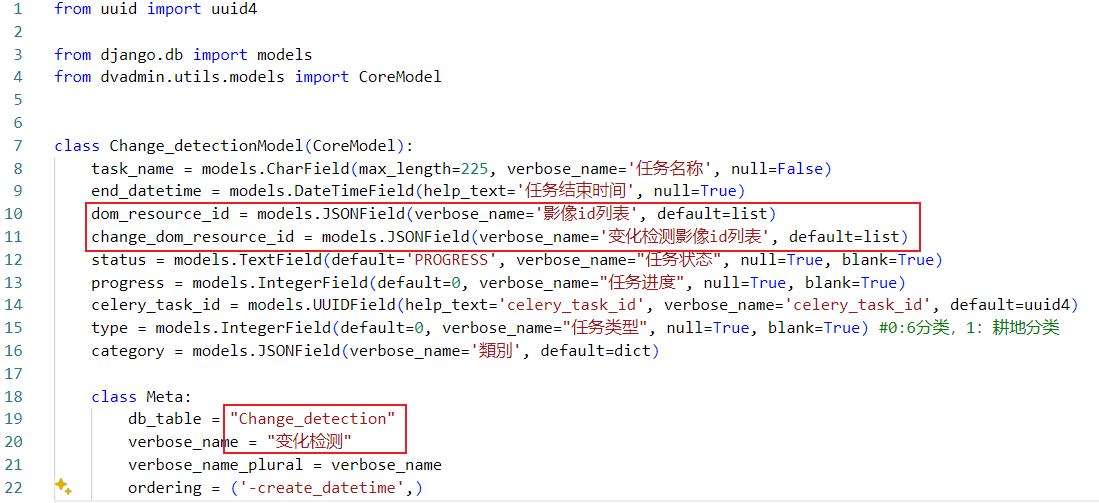 1 from uuid import uuid4
2
3 from django.db import models
4 from dvadmin.utils.models import CoreModel
5
6
7 class Change_detectionModel(CoreModel):
8     task_name = models.CharField(max_length=225, verbose_name='任务名称', null=False)
9     end_datetime = models.DateTimeField(help_text='任务结束时间', null=True)
10     dom_resource_id = models.JSONField(verbose_name='影像id列表', default=list)
11     change_dom_resource_id = models.JSONField(verbose_name='变化检测影像id列表', default=list)
12     status = models.TextField(default='PROGRESS', verbose_name="任务状态", null=True, blank=True)
13     progress = models.IntegerField(default=0, verbose_name="任务进度", null=True, blank=True)
14     celery_task_id = models.UUIDField(help_text='celery_task_id', verbose_name='celery_task_id', default=uuid4)
15     type = models.IntegerField(default=0, verbose_name="任务类型", null=True, blank=True) #0:6分类，1：耕地分类
16     category = models.JSONField(verbose_name='類別', default=dict)
17
18     class Meta:
19         db_table = "Change_detection"
20         verbose_name = "变化检测"
21         verbose_name_plural = verbose_name
22         ordering = ('-create_datetime',)